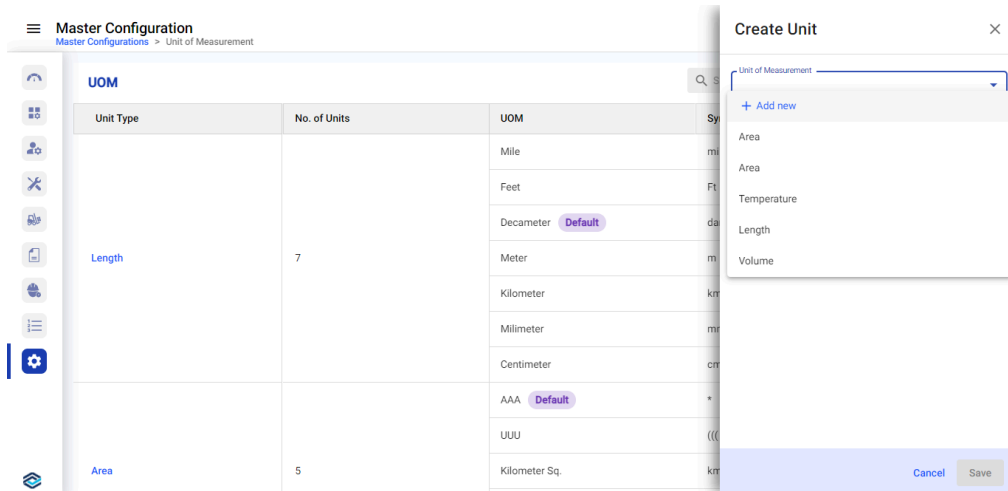 Master Configuration
Master Configurations > Unit of Measurement
UOM
Unit Type No. of Units UOM
Mile
Feet
Decameter Default
Length 7 Meter m
Kilometer
Milimeter
Centimeter
AAA Default *
UUU (((
Area 5 Kilometer Sq.
Create Unit
Unit of Measurement
+ Add new
Area
Area
Temperature
Length
Volume
Cancel Save